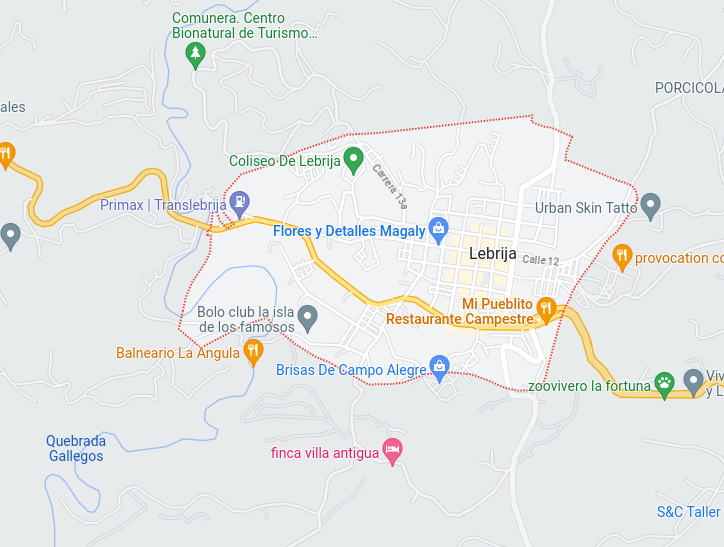 Comunera. Centro
Bionatural de Turismo...
PORCICOLA
ales
Coliseo De Lebrija
Carrera 13a
Primax | Translebrija
Urban Skin Tatto
Flores y Detalles Magaly
Lebrija
Calle 12
provocation co
Mi Pueblito
Restaurante Campestre
Bolo club la isla
de los famosos
Balneario La Angula
Brisas De Campo Alegre
zoovivero la fortuna
Viv
y L
Quebrada
Gallegos
finca villa antigua
S&C Taller